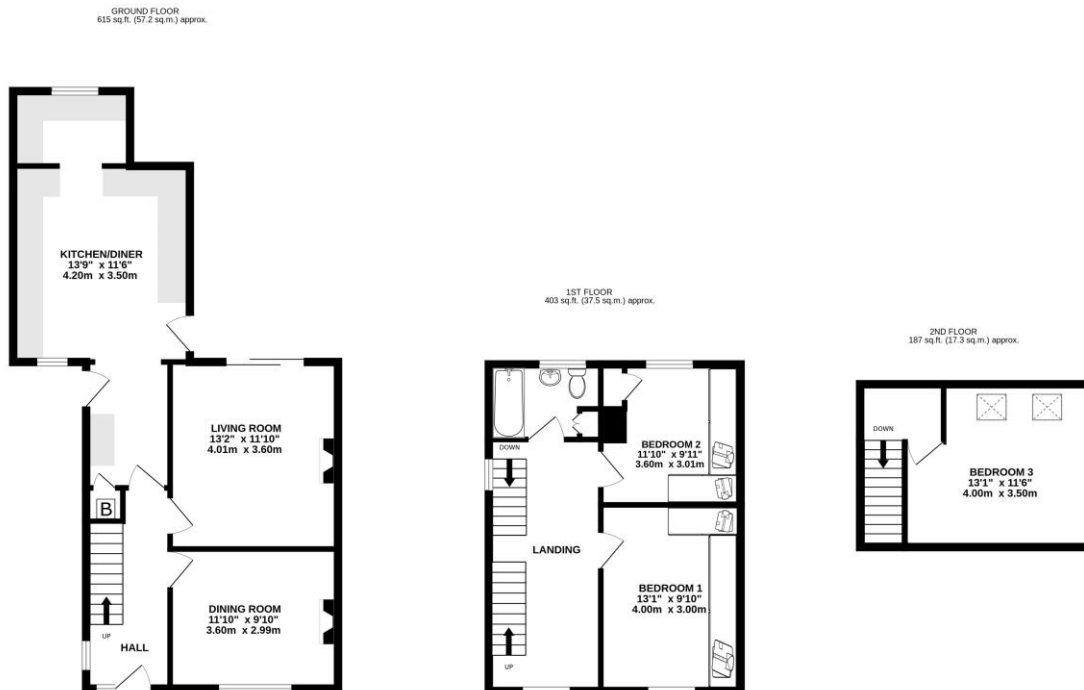 GROUND FLOOR
615 sq.ft. (57.2 sq.m.) approx.
KITCHEN/DINER
13'9" x 11'6"
4.20m x 3.50m
LIVING ROOM
13'2" x 11'10"
4.01m x 3.60m
B
DINING ROOM
11'10" x 9'10"
3.60m x 2.99m
UP
HALL
1ST FLOOR
403 sq.ft. (37.5 sq.m.) approx.
DOWN
BEDROOM 2
11'10" x 9'11"
3.60m x 3.01m
LANDING
BEDROOM 1
13'1" x 9'10"
4.00m x 3.00m
UP
2ND FLOOR
187 sq.ft. (17.3 sq.m.) approx.
DOWN
BEDROOM 3
13'1" x 11'6"
4.00m x 3.50m